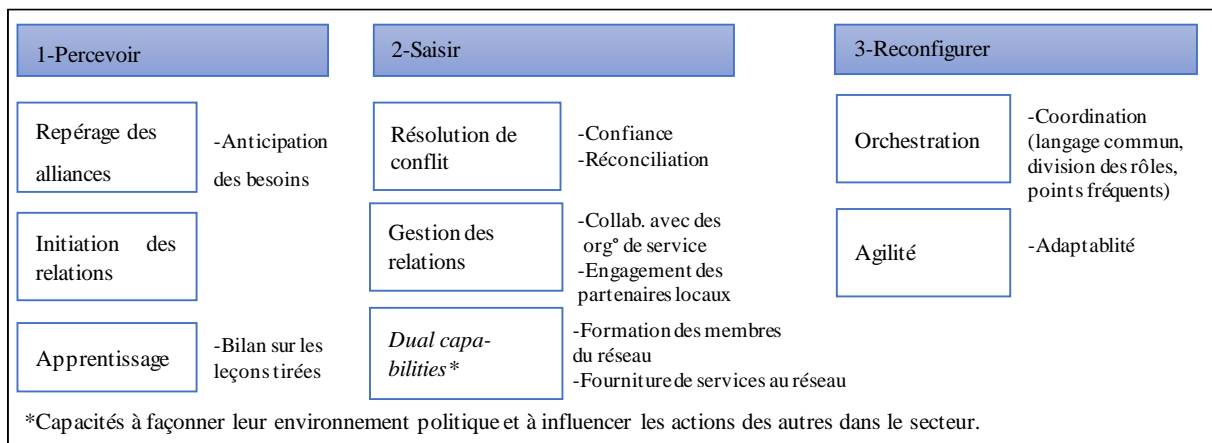 1-Percevoir
Repérage des
alliances
-Anticipation
des besoins
Initiation des
relations
Apprentissage
-Bilan sur les
leçons tirées
2-Saisir
Résolution de
conflit
-Confiance
-Réconciliation
Gestion des
relations
-Collab. avec des
org° de service
-Engagement des
partenaires locaux
Dual capa-
bilities*
-Formation des membres
du réseau
-Fourniture de services au réseau
3-Reconfigurer
Orchestration
-Coordination
(langage commun,
division des rôles,
points fréquents)
Agilité
-Adaptablité
*Capacités à façonner leur environnement politique et à influencer les actions des autres dans le secteur.